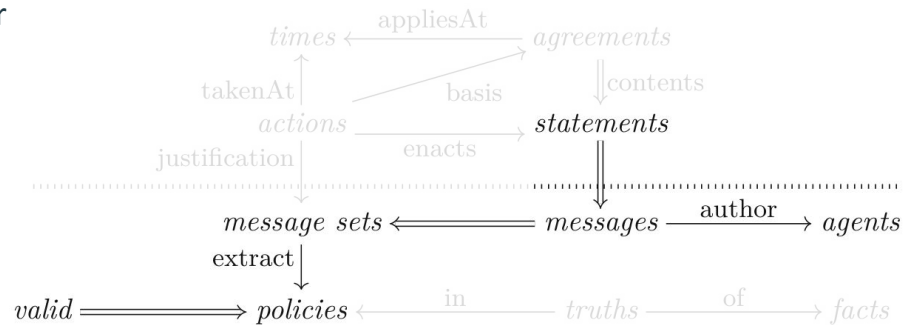 r
times appliesAt agreements
takenAt basis contents
actions enacts statements
justification
message sets messages author agents
extract
valid policies in truths of facts